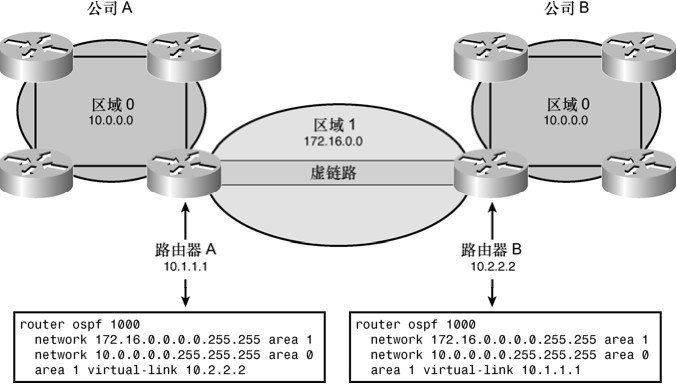 公司 A
公司 B
区域 0
10.0.0.0
区域 1
172.16.0.0
区域 0
10.0.0.0
虚链路
路由器 A
10.1.1.1
路由器 B
10.2.2.2
router ospf 1000
network 172.16.0.0.0.0.255.255 area 1
network 10.0.0.0.0.255.255.255 area 0
area 1 virtual-link 10.2.2.2
router ospf 1000
network 172.16.0.0.0.0.255.255 area 1
network 10.0.0.0.0.255.255.255 area 0
area 1 virtual-link 10.1.1.1